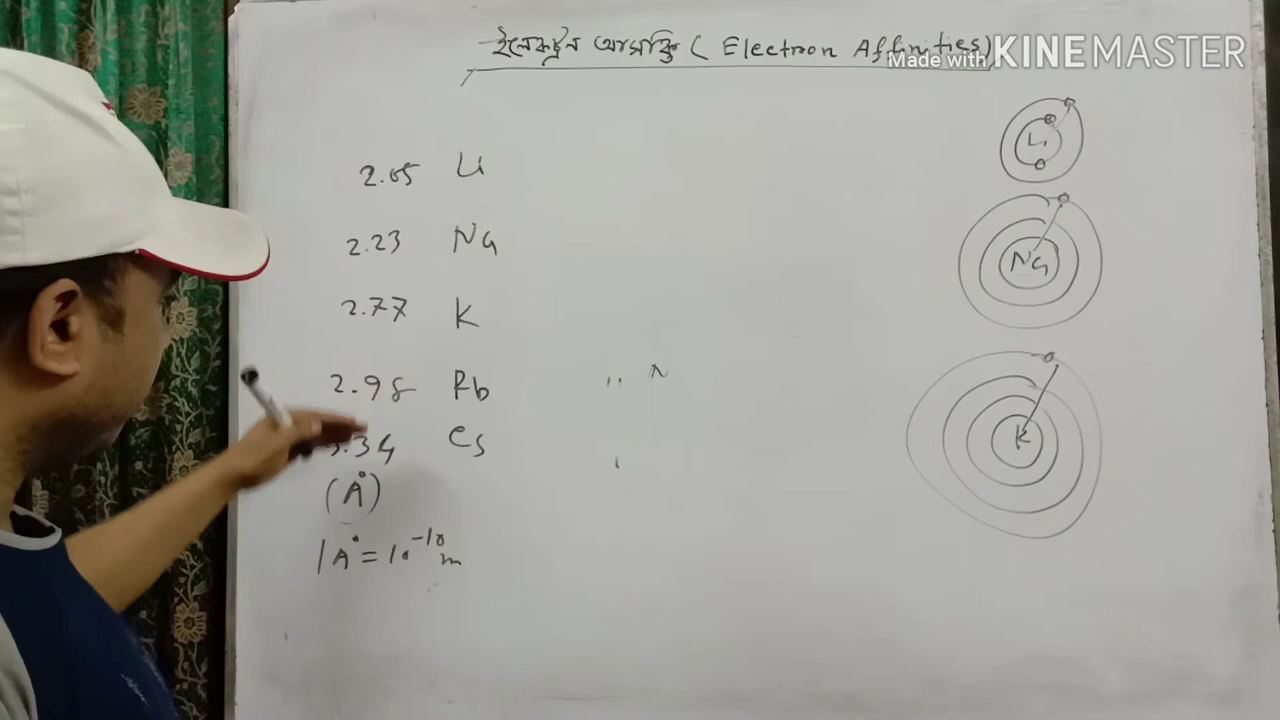 ইলেকট্রন আসক্তি ( Electron Affinities)
Made with KINEMASTER
2.05 Li
2.23 Na
2.77 K
2.98 Rb
3.34 Cs
(A°)
1A° = 10⁻¹⁰ m
Li
Na
K